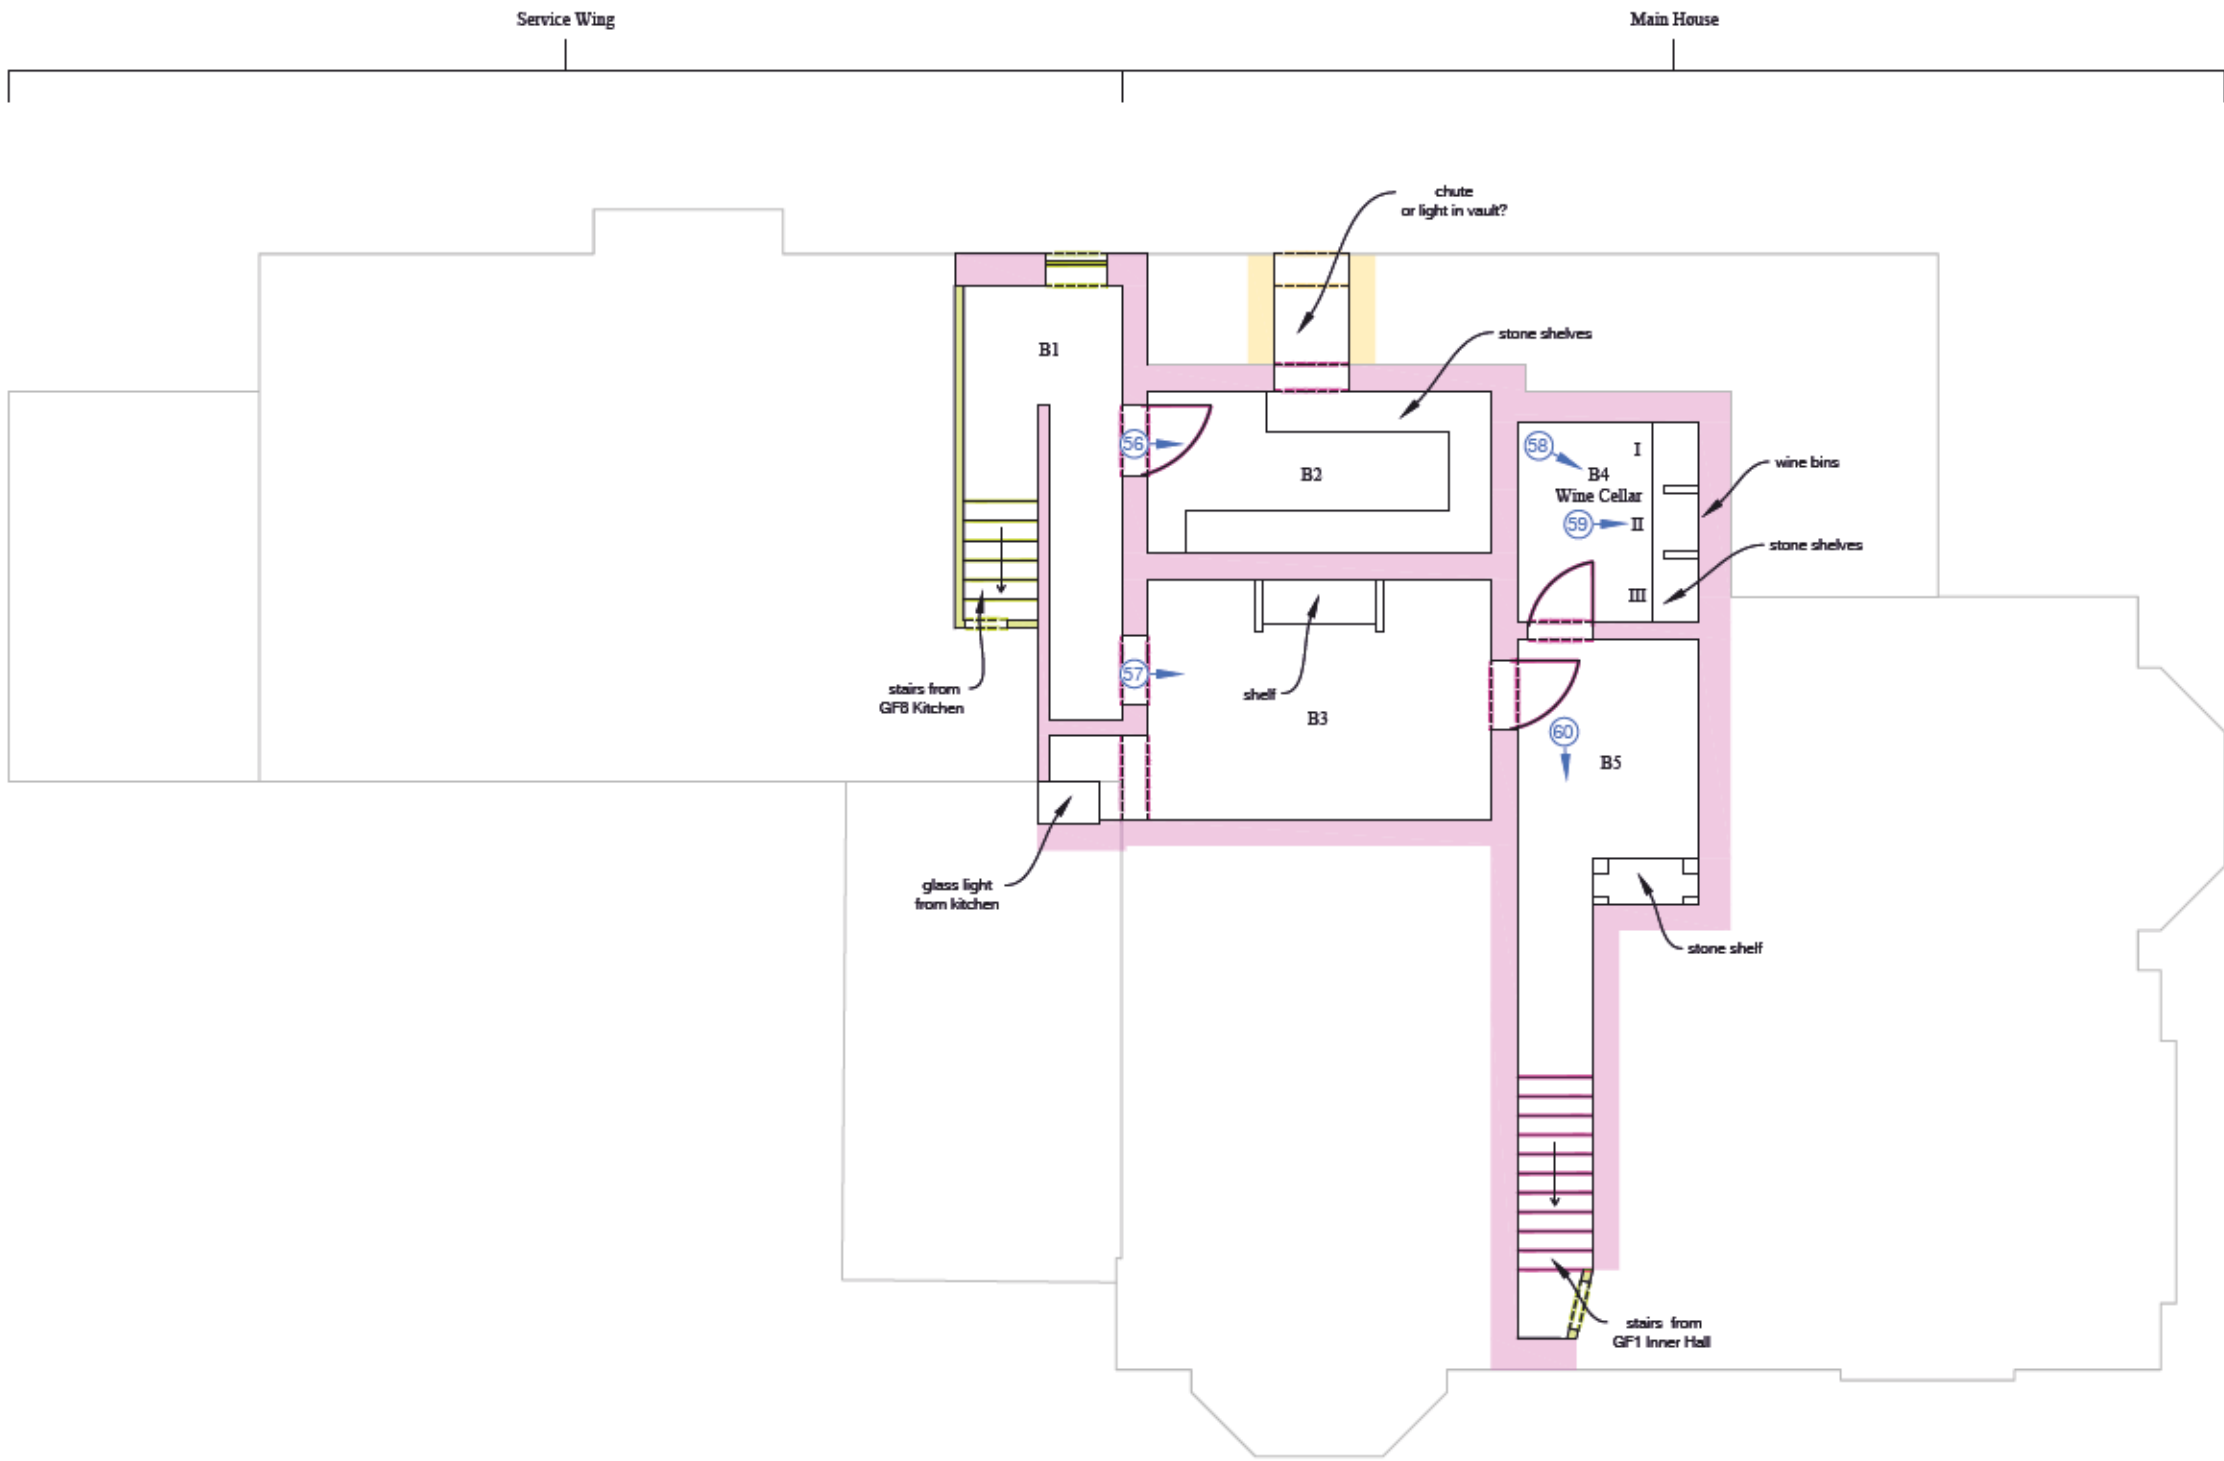 Service Wing
Main House
chute
or light in vault?
stone shelves
B1
56
B2
58
I
B4
Wine Cellar
wine bins
59
II
stone shelves
III
stairs from
GF8 Kitchen
57
shelf
B3
60
B5
glass light
from kitchen
stone shelf
stairs from
GF1 Inner Hall